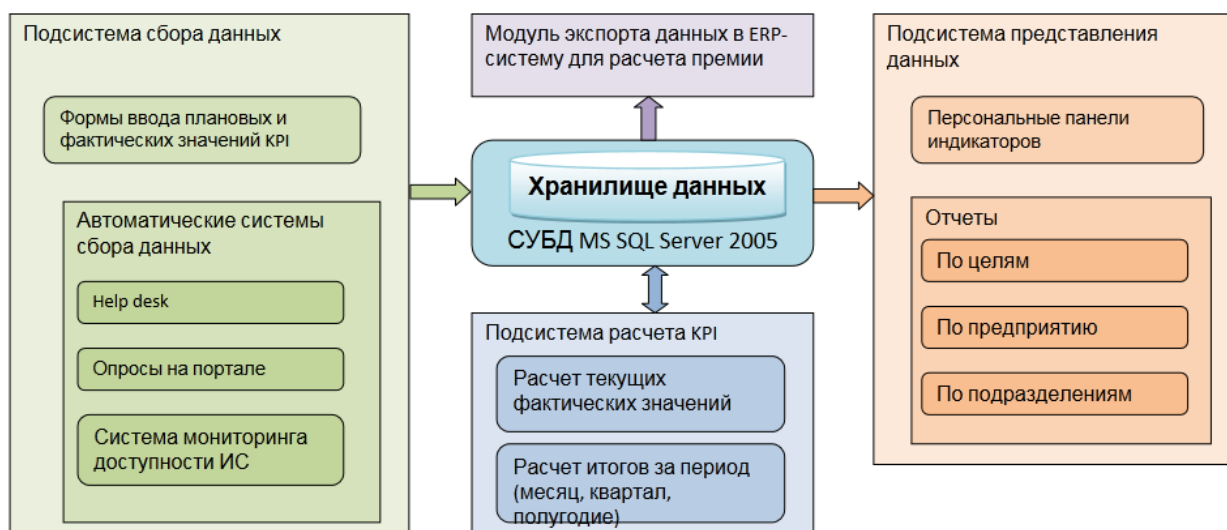 Подсистема сбора данных
Формы ввода плановых и
фактических значений KPI
Автоматические системы
сбора данных
Help desk
Опросы на портале
Система мониторинга
доступности ИС
Модуль экспорта данных в ERP-
систему для расчета премии
Хранилище данных
СУБД MS SQL Server 2005
Подсистема расчета KPI
Расчет текущих
фактических значений
Расчет итогов за период
(месяц, квартал,
полугодие)
Подсистема представления
данных
Персональные панели
индикаторов
Отчеты
По целям
По предприятию
По подразделениям